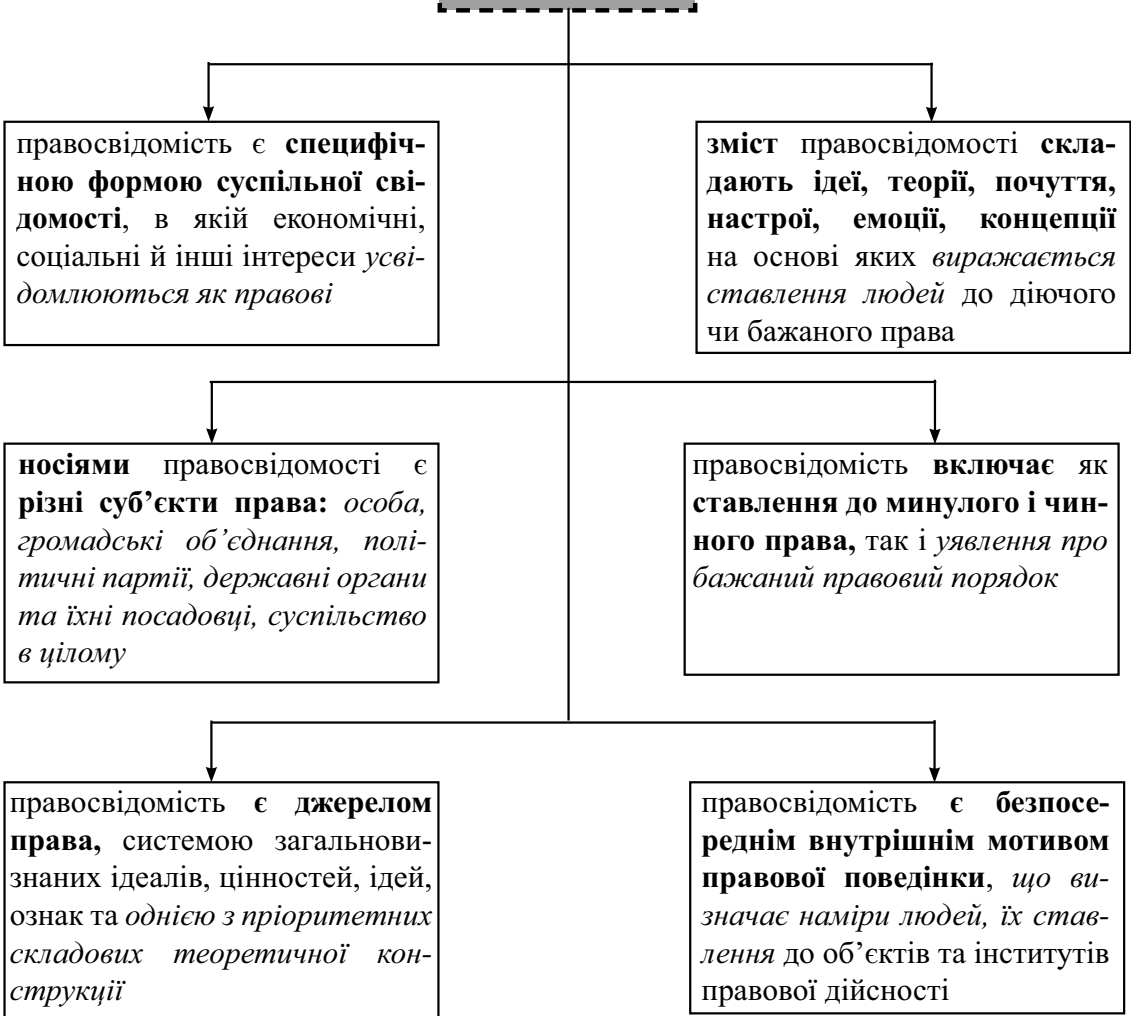 правосвідомість є специфіч-
ною формою суспільної сві-
домості, в якій економічні,
соціальні й інші інтереси усві-
домлюються як правові
зміст правосвідомості скла-
дають ідеї, теорії, почуття,
настрої, емоції, концепції
на основі яких виражається
ставлення людей до діючого
чи бажаного права
носіями правосвідомості є
різні суб’єкти права: особа,
громадські об’єднання, полі-
тичні партії, державні органи
та їхні посадовці, суспільство
в цілому
правосвідомість включає як
ставлення до минулого і чин-
ного права, так і уявлення про
бажаний правовий порядок
правосвідомість є джерелом
права, системою загальнови-
знаних ідеалів, цінностей, ідей,
ознак та однією з пріоритетних
складових теоретичної кон-
струкції
правосвідомість є безпосе-
реднім внутрішнім мотивом
правової поведінки, що ви-
значає наміри людей, їх став-
лення до об’єктів та інститутів
правової дійсності